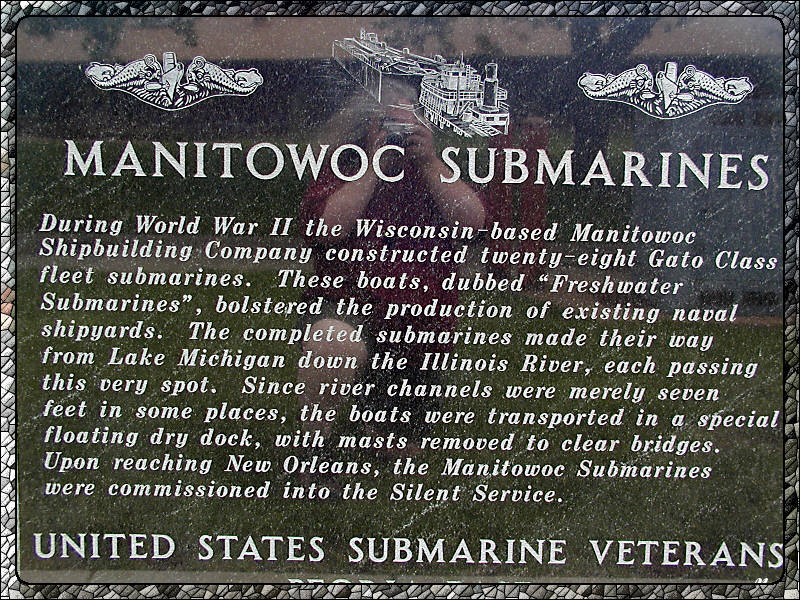 MANITOWOC SUBMARINES
During World War II the Wisconsin-based Manitowoc
Shipbuilding Company constructed twenty-eight Gato Class
fleet submarines. These boats, dubbed “Freshwater
Submarines”, bolstered the production of existing naval
shipyards. The completed submarines made their way
from Lake Michigan down the Illinois River, each passing
this very spot. Since river channels were merely seven
feet in some places, the boats were transported in a special
floating dry dock, with masts removed to clear bridges.
Upon reaching New Orleans, the Manitowoc Submarines
were commissioned into the Silent Service.
UNITED STATES SUBMARINE VETERANS